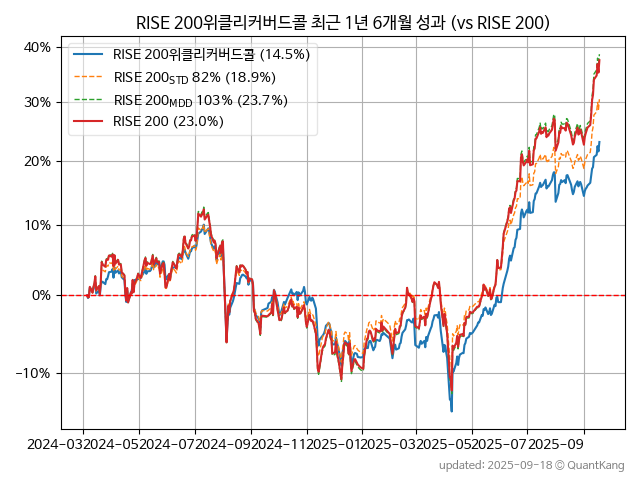 RISE 200위클리커버드콜 최근 1년 6개월 성과 (vs RISE 200)
RISE 200위클리커버드콜 (14.5%)
RISE 200STD 82% (18.9%)
RISE 200MDD 103% (23.7%)
RISE 200 (23.0%)
40%
30%
20%
10%
0%
−10%
2024-03
2024-05
2024-07
2024-09
2024-11
2025-01
2025-03
2025-05
2025-07
2025-09
updated: 2025-09-18 © QuantKang